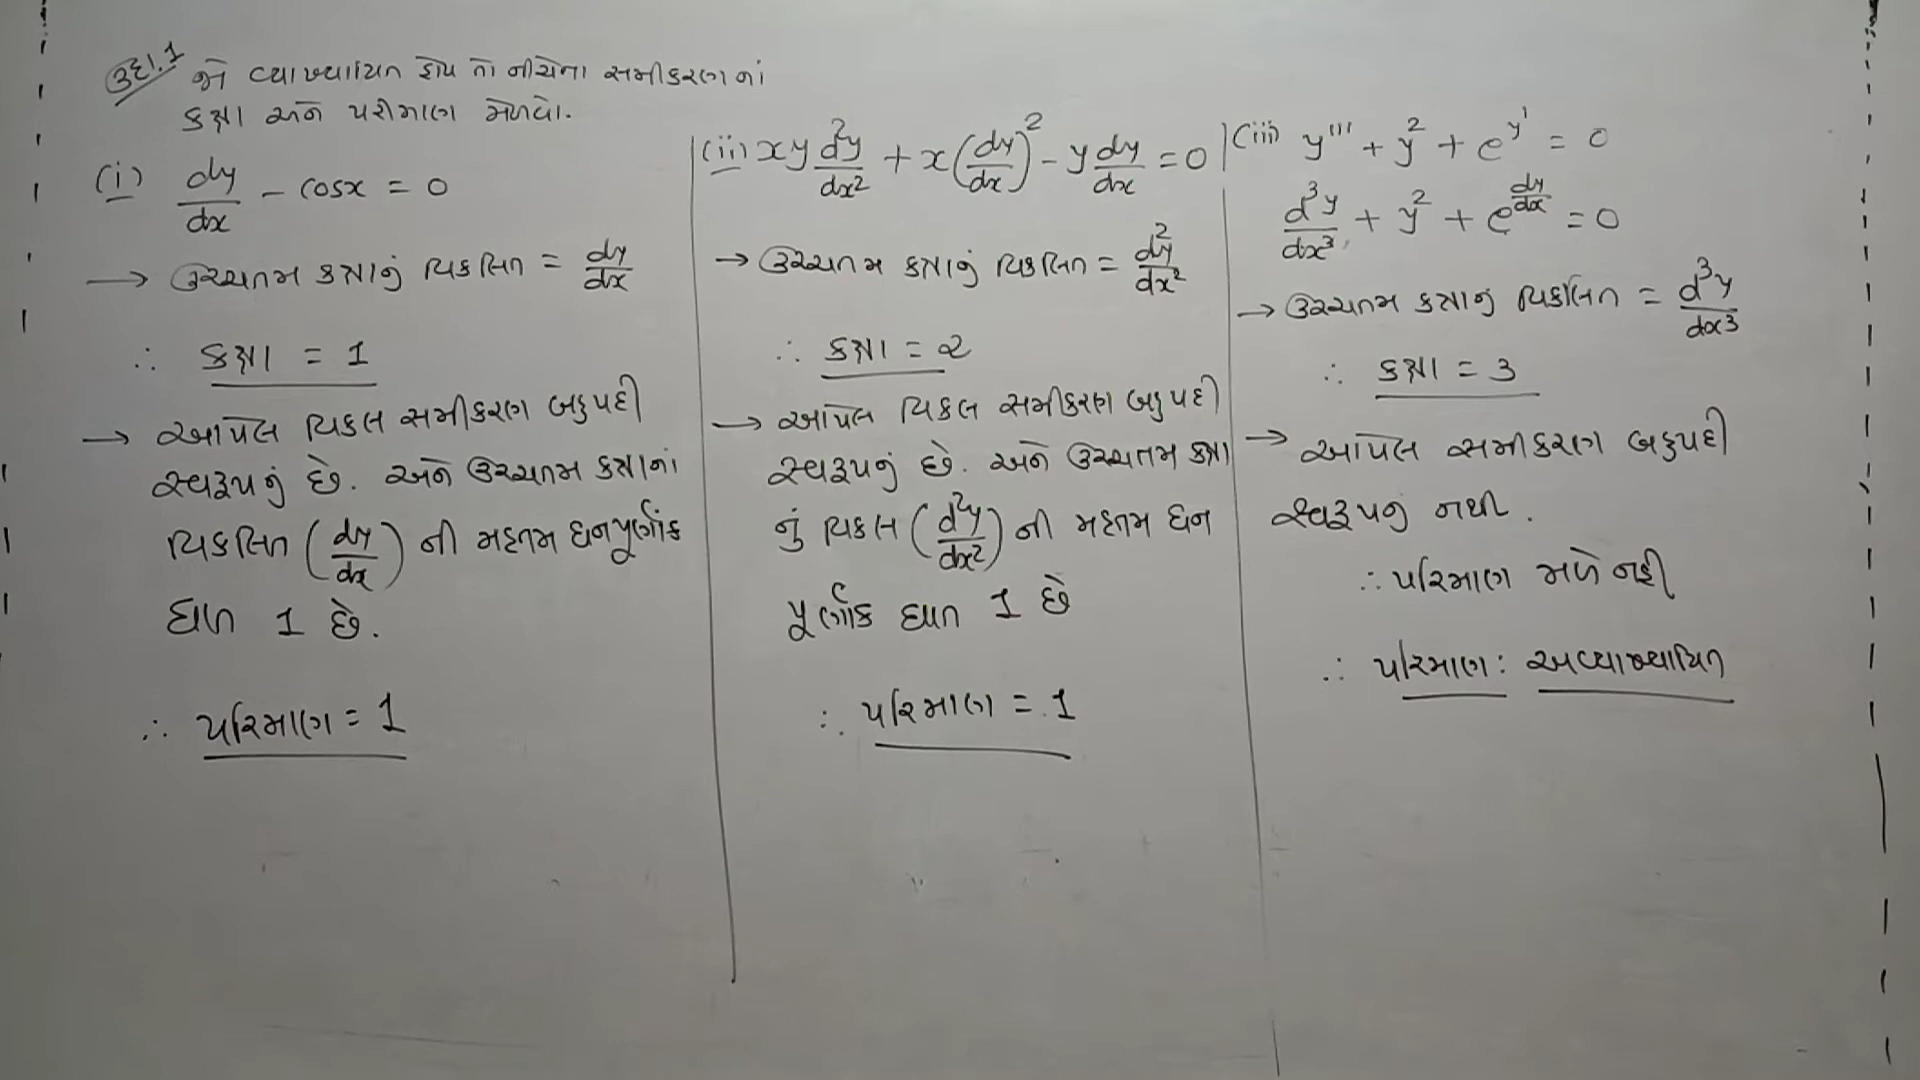 ઉદા.1 જો વ્યાખ્યાયિત હોય તો નીચેના સમીકરણનાં
કક્ષા અને પરીમાણ મેળવો.
(i) dy/dx - cosx = 0
→ ઉચ્ચતમ કક્ષાનું વિકલિત = dy/dx
∴ કક્ષા = 1
→ આપેલ વિકલ સમીકરણ બહુપદી
સ્વરૂપનું છે. અને ઉચ્ચતમ કક્ષાનાં
વિકલિત (dy/dx) ની મહત્તમ ધનપૂર્ણાંક
ઘાત 1 છે.
∴ પરિમાણ = 1
(ii) xy d²y/dx² + x(dy/dx)² - y dy/dx = 0
→ ઉચ્ચતમ કક્ષાનું વિકલિત = d²y/dx²
∴ કક્ષા = ૨
→ આપેલ વિકલ સમીકરણ બહુપદી
સ્વરૂપનું છે. અને ઉચ્ચતમ કક્ષા
નું વિકલ (d²y/dx²) ની મહત્તમ ધન
પૂર્ણાંક ઘાત 1 છે
∴ પરિમાણ = 1
(iii) y''' + y² + e^y' = 0
d³y/dx³ + y² + e^dy/dx = 0
→ ઉચ્ચતમ કક્ષાનું વિકલિત = d³y/dx³
∴ કક્ષા = 3
→ આપેલ સમીકરણ બહુપદી
સ્વરૂપનું નથી.
∴ પરિમાણ મળે નહી
∴ પરિમાણ: અવ્યાખ્યાયિત